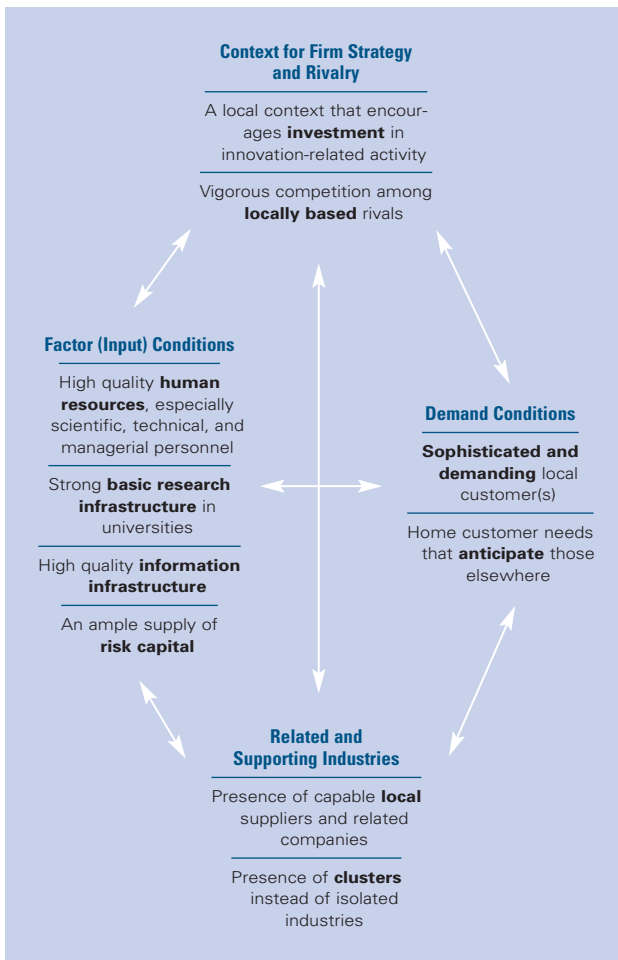 Context for Firm Strategy
and Rivalry
A local context that encour-
ages investment in
innovation-related activity
Vigorous competition among
locally based rivals
Factor (Input) Conditions
High quality human
resources, especially
scientific, technical, and
managerial personnel
Strong basic research
infrastructure in
universities
High quality information
infrastructure
An ample supply of
risk capital
Demand Conditions
Sophisticated and
demanding local
customer(s)
Home customer needs
that anticipate those
elsewhere
Related and
Supporting Industries
Presence of capable local
suppliers and related
companies
Presence of clusters
instead of isolated
industries